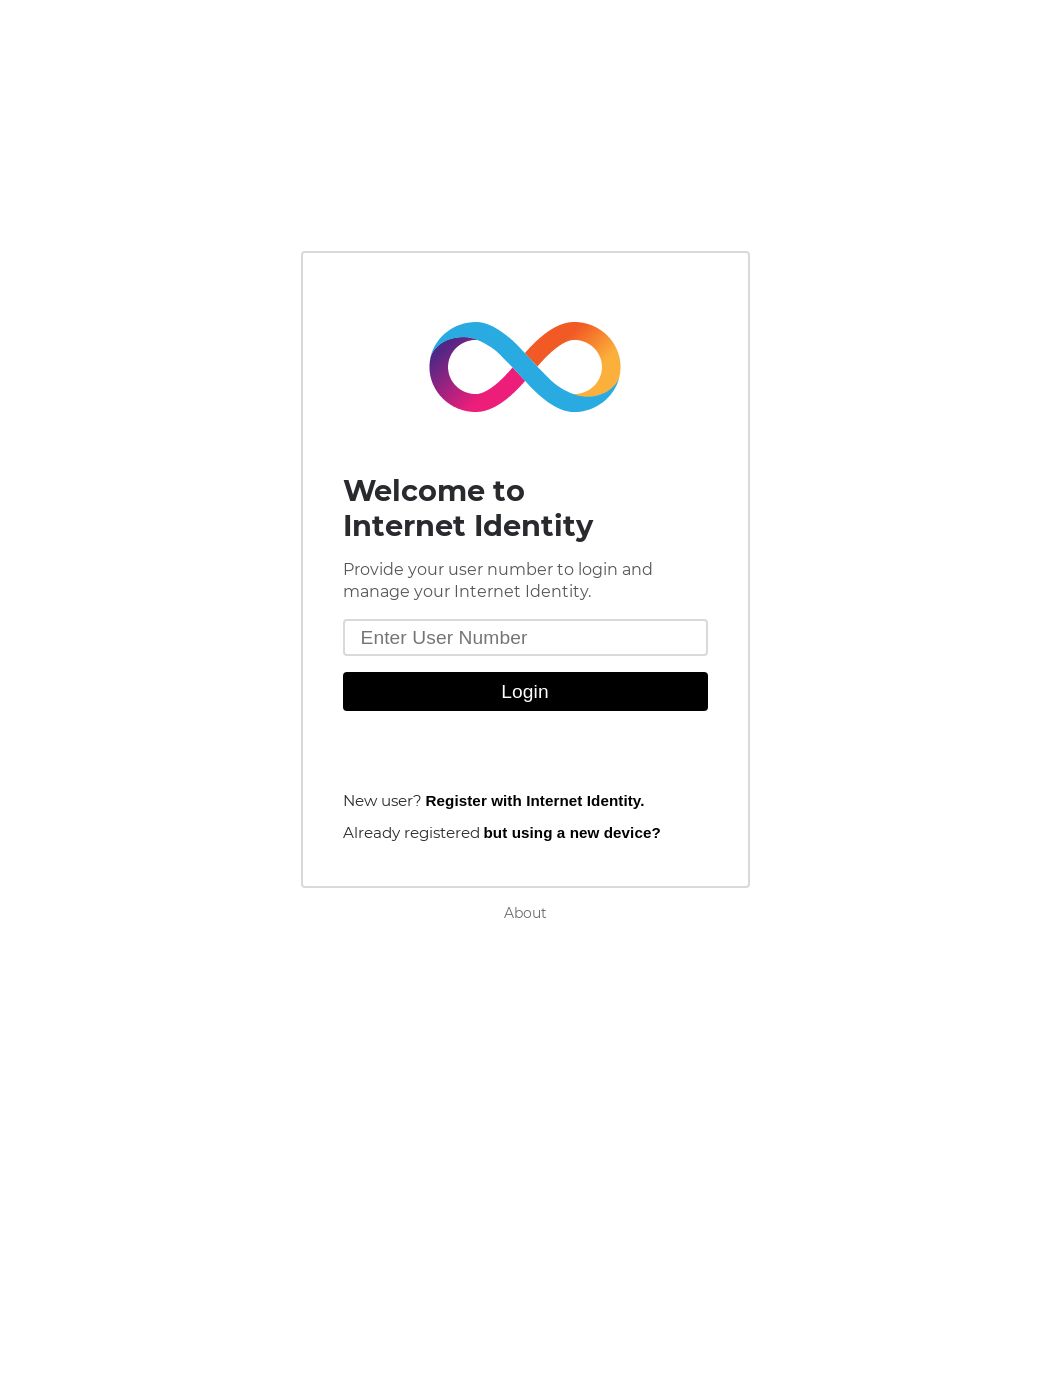 Welcome to
Internet Identity
Provide your user number to login and
manage your Internet Identity.
Enter User Number
Login
New user? Register with Internet Identity.
Already registered but using a new device?
About